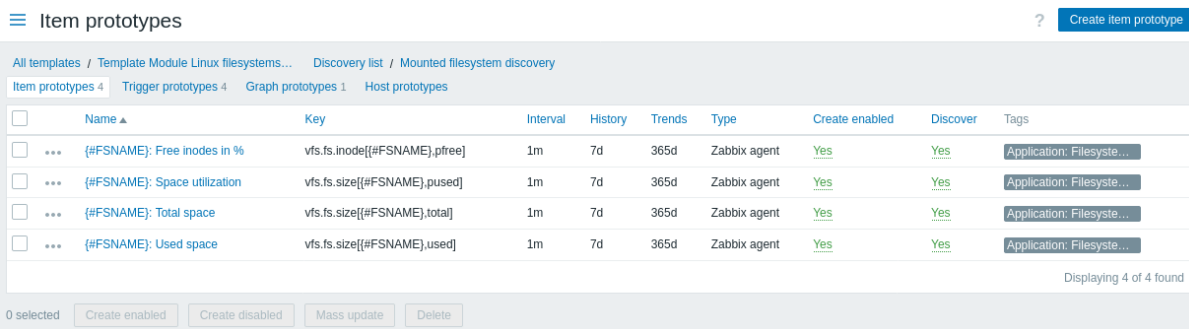 Item prototypes ? Create item prototype
All templates / Template Module Linux filesystems… Discovery list / Mounted filesystem discovery
Item prototypes 4 Trigger prototypes 4 Graph prototypes 1 Host prototypes
Name Key Interval History Trends Type Create enabled Discover Tags
{#FSNAME}: Free inodes in % vfs.fs.inode[{#FSNAME},pfree] 1m 7d 365d Zabbix agent Yes Yes Application: Filesyste…
{#FSNAME}: Space utilization vfs.fs.size[{#FSNAME},pused] 1m 7d 365d Zabbix agent Yes Yes Application: Filesyste…
{#FSNAME}: Total space vfs.fs.size[{#FSNAME},total] 1m 7d 365d Zabbix agent Yes Yes Application: Filesyste…
{#FSNAME}: Used space vfs.fs.size[{#FSNAME},used] 1m 7d 365d Zabbix agent Yes Yes Application: Filesyste…
Displaying 4 of 4 found
0 selected Create enabled Create disabled Mass update Delete